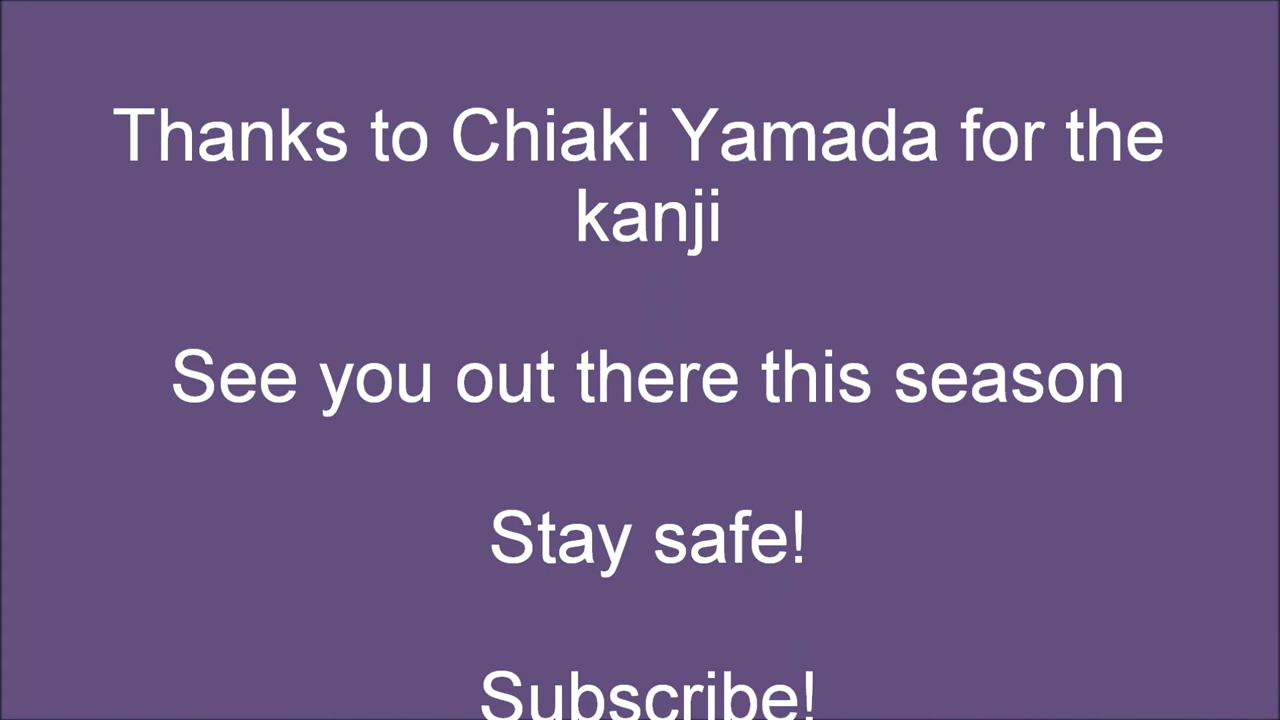 Thanks to Chiaki Yamada for the
kanji
See you out there this season
Stay safe!
Subscribe!